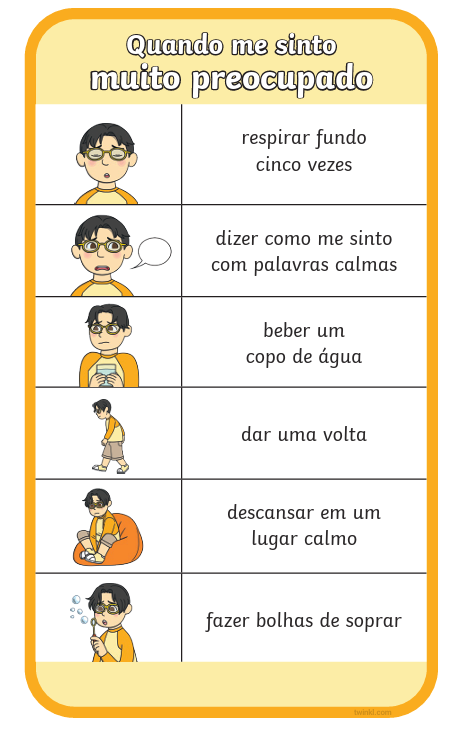 Quando me sinto
muito preocupado
respirar fundo
cinco vezes
dizer como me sinto
com palavras calmas
beber um
copo de água
dar uma volta
descansar em um
lugar calmo
fazer bolhas de soprar
twinkl.com